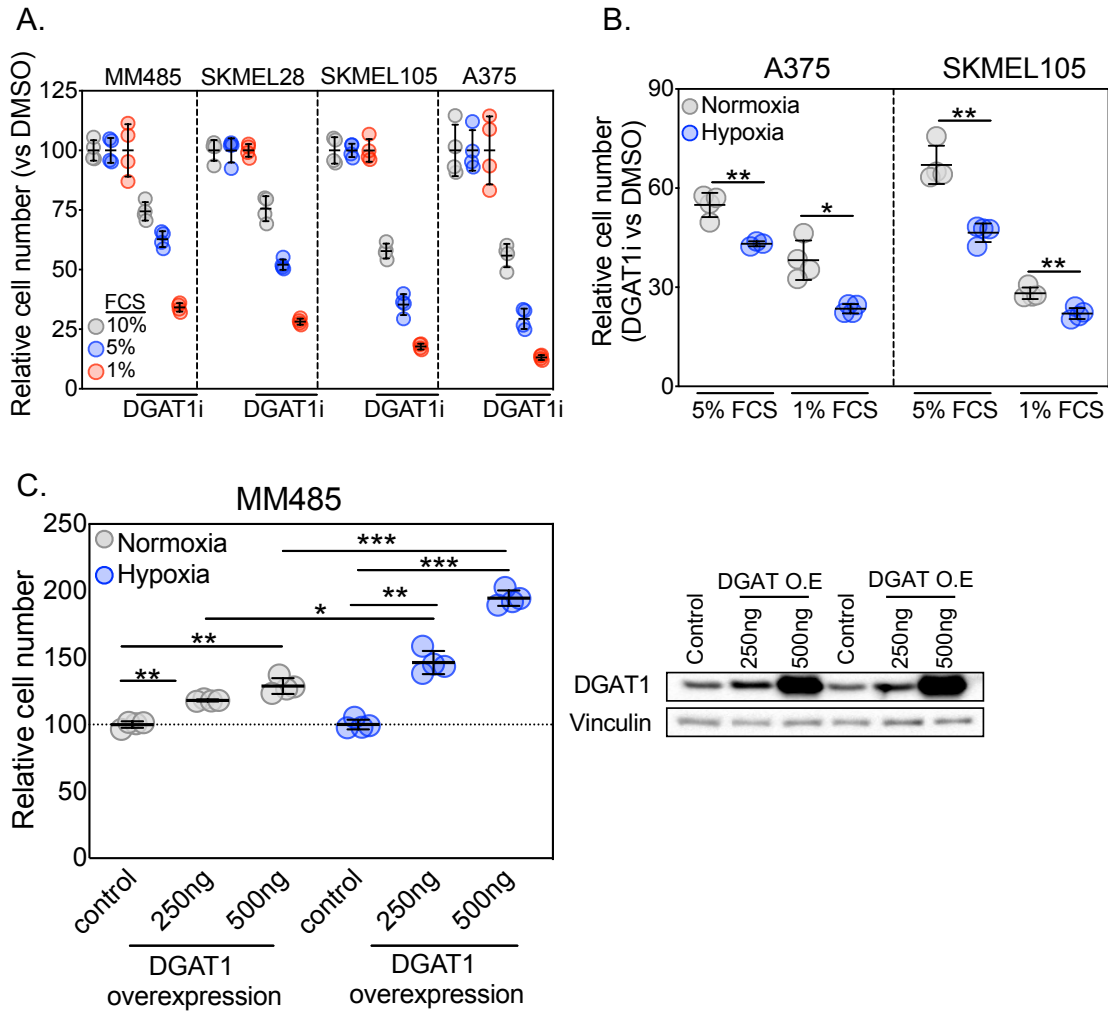 A.
MM485 SKMEL28 SKMEL105 A375
Relative cell number (vs DMSO)
125
100
75
50
25
0
FCS
10%
5%
1%
DGAT1i DGAT1i DGAT1i DGAT1i
B.
A375 SKMEL105
Relative cell number
(DGAT1i vs DMSO)
90
60
30
0
Normoxia
Hypoxia
** * ** **
5% FCS 1% FCS 5% FCS 1% FCS
C.
MM485
Relative cell number
250
200
150
100
50
0
Normoxia
Hypoxia
***
***
**
*
**
**
control 250ng 500ng control 250ng 500ng
DGAT1 DGAT1
overexpression overexpression
DGAT O.E DGAT O.E
Control 250ng 500ng Control 250ng 500ng
DGAT1
Vinculin